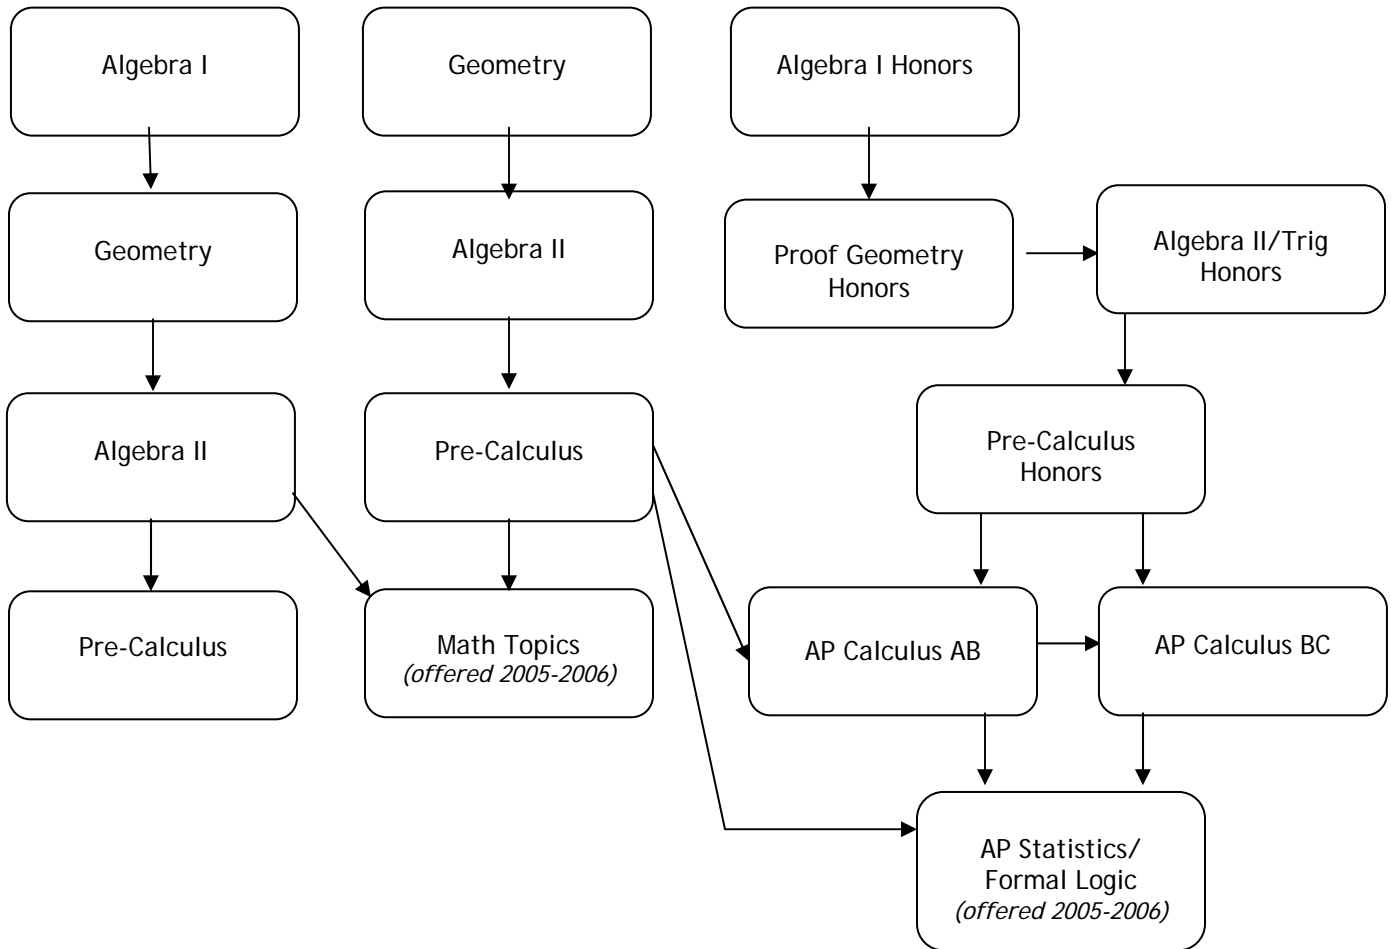 Algebra I
Geometry
Algebra I Honors
Geometry
Algebra II
Proof Geometry
Honors
Algebra II/Trig
Honors
Algebra II
Pre-Calculus
Pre-Calculus
Honors
Pre-Calculus
Math Topics
(offered 2005-2006)
AP Calculus AB
AP Calculus BC
AP Statistics/
Formal Logic
(offered 2005-2006)